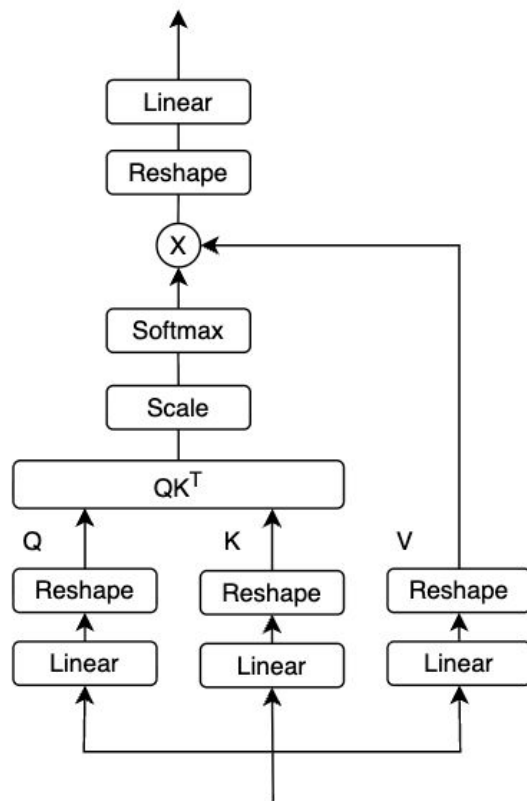 Linear
Reshape
X
Softmax
Scale
QKᵀ
Q K V
Reshape Reshape Reshape
Linear Linear Linear